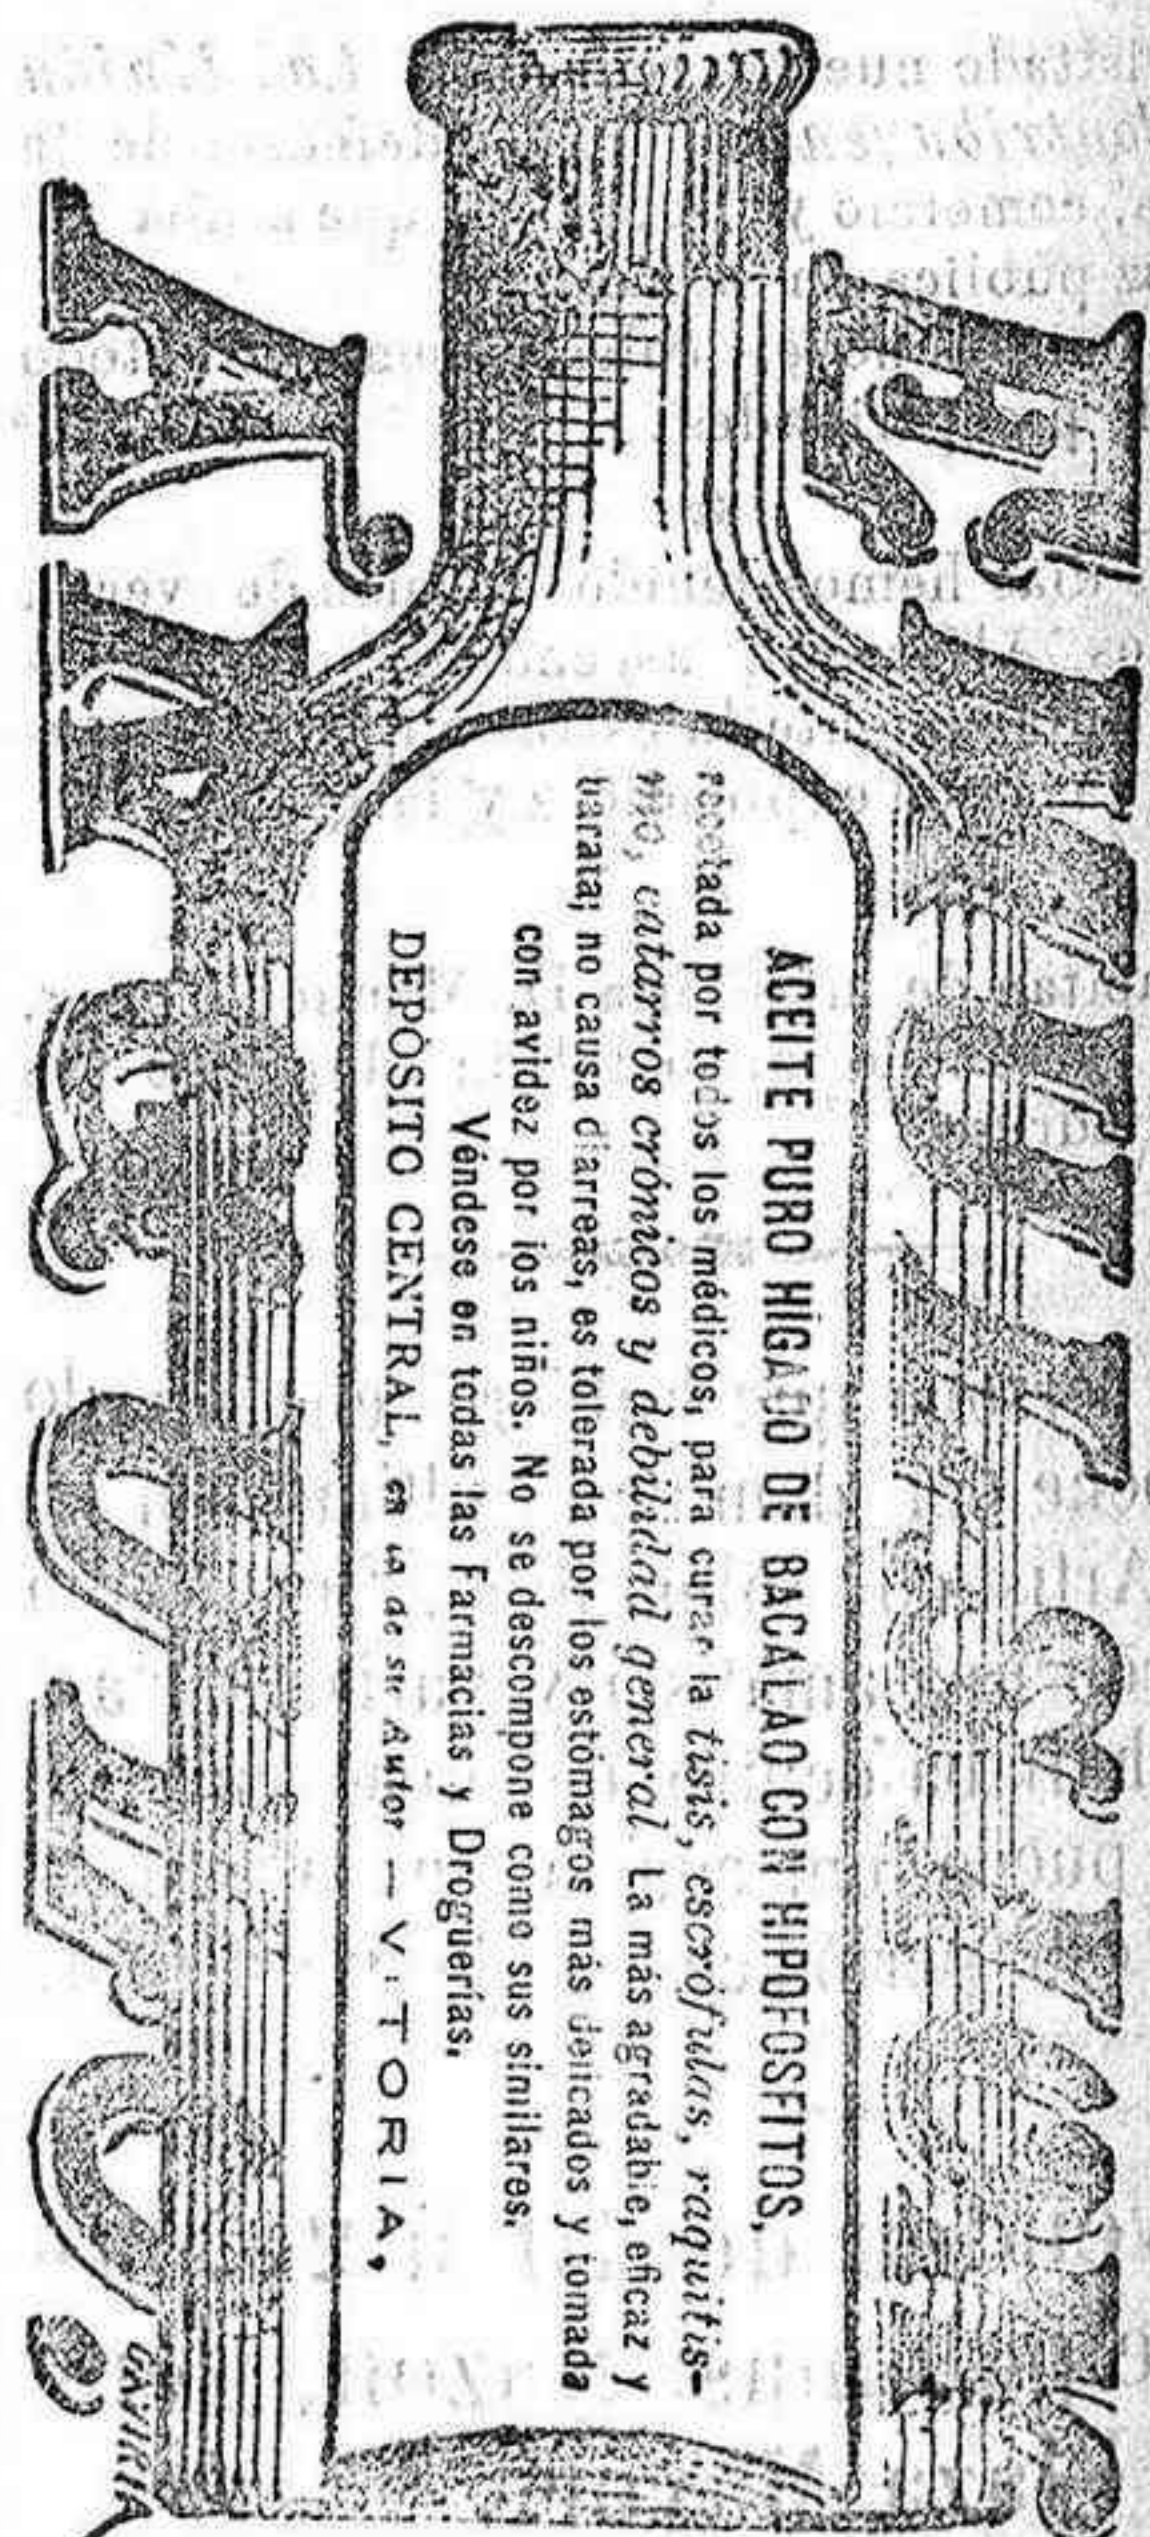 EMULSION
ACEITE PURO HÍGADO DE BACALAO CON HIPOFOSFITOS,
recetada por todos los médicos, para curar la tisis, escrófulas, raquitis-
mo, catarros crónicos y debilidad general. La más agradable, eficaz y
barata; no causa diarreas, es tolerada por los estómagos más delicados y tomada
con avidez por los niños. No se descompone como sus similares.
Véndese en todas las Farmacias y Droguerías.
DEPÓSITO CENTRAL, en la de su Autor — VITORIA,
GAVIRIA